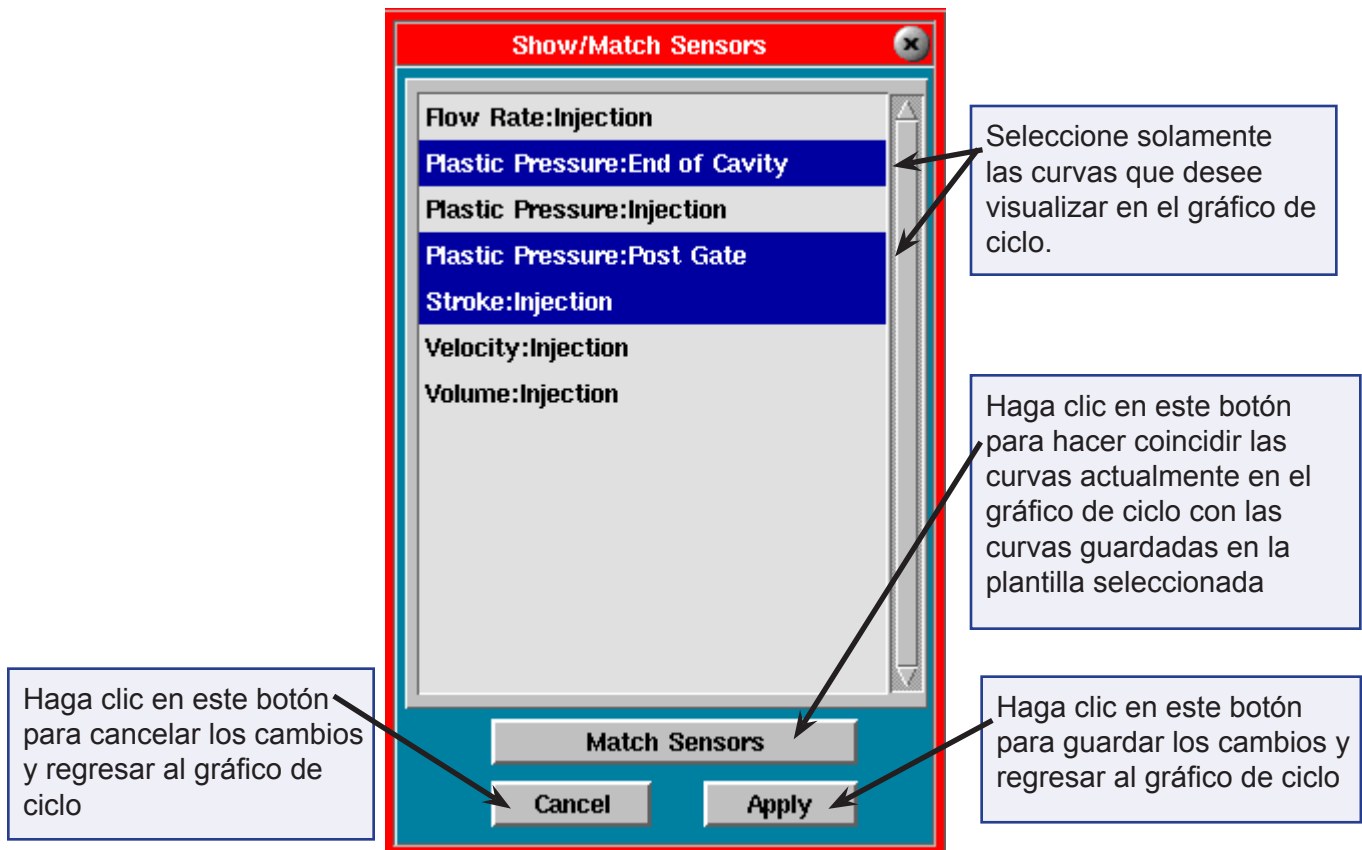 Show/Match Sensors
Flow Rate:Injection
Plastic Pressure:End of Cavity
Plastic Pressure:Injection
Plastic Pressure:Post Gate
Stroke:Injection
Velocity:Injection
Volume:Injection
Match Sensors
Cancel
Apply
Seleccione solamente
las curvas que desee
visualizar en el gráfico de
ciclo.
Haga clic en este botón
para hacer coincidir las
curvas actualmente en el
gráfico de ciclo con las
curvas guardadas en la
plantilla seleccionada
Haga clic en este botón
para cancelar los cambios
y regresar al gráfico de
ciclo
Haga clic en este botón
para guardar los cambios y
regresar al gráfico de ciclo